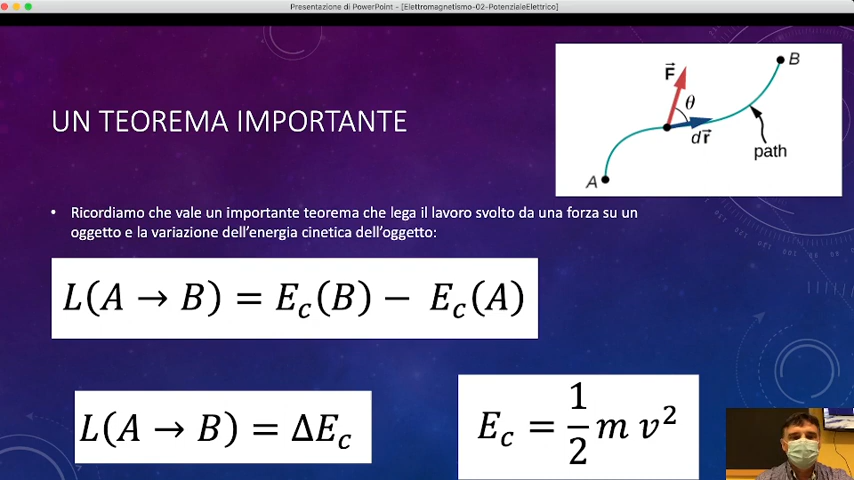 Presentazione di PowerPoint - [Elettromagnetismo-02-PotenzialeElettrico]
UN TEOREMA IMPORTANTE
F⃗
θ
dr⃗
B
path
A
• Ricordiamo che vale un importante teorema che lega il lavoro svolto da una forza su un
oggetto e la variazione dell'energia cinetica dell'oggetto:
L(A → B) = E_c(B) − E_c(A)
L(A → B) = ΔE_c
E_c = 1/2 m v²